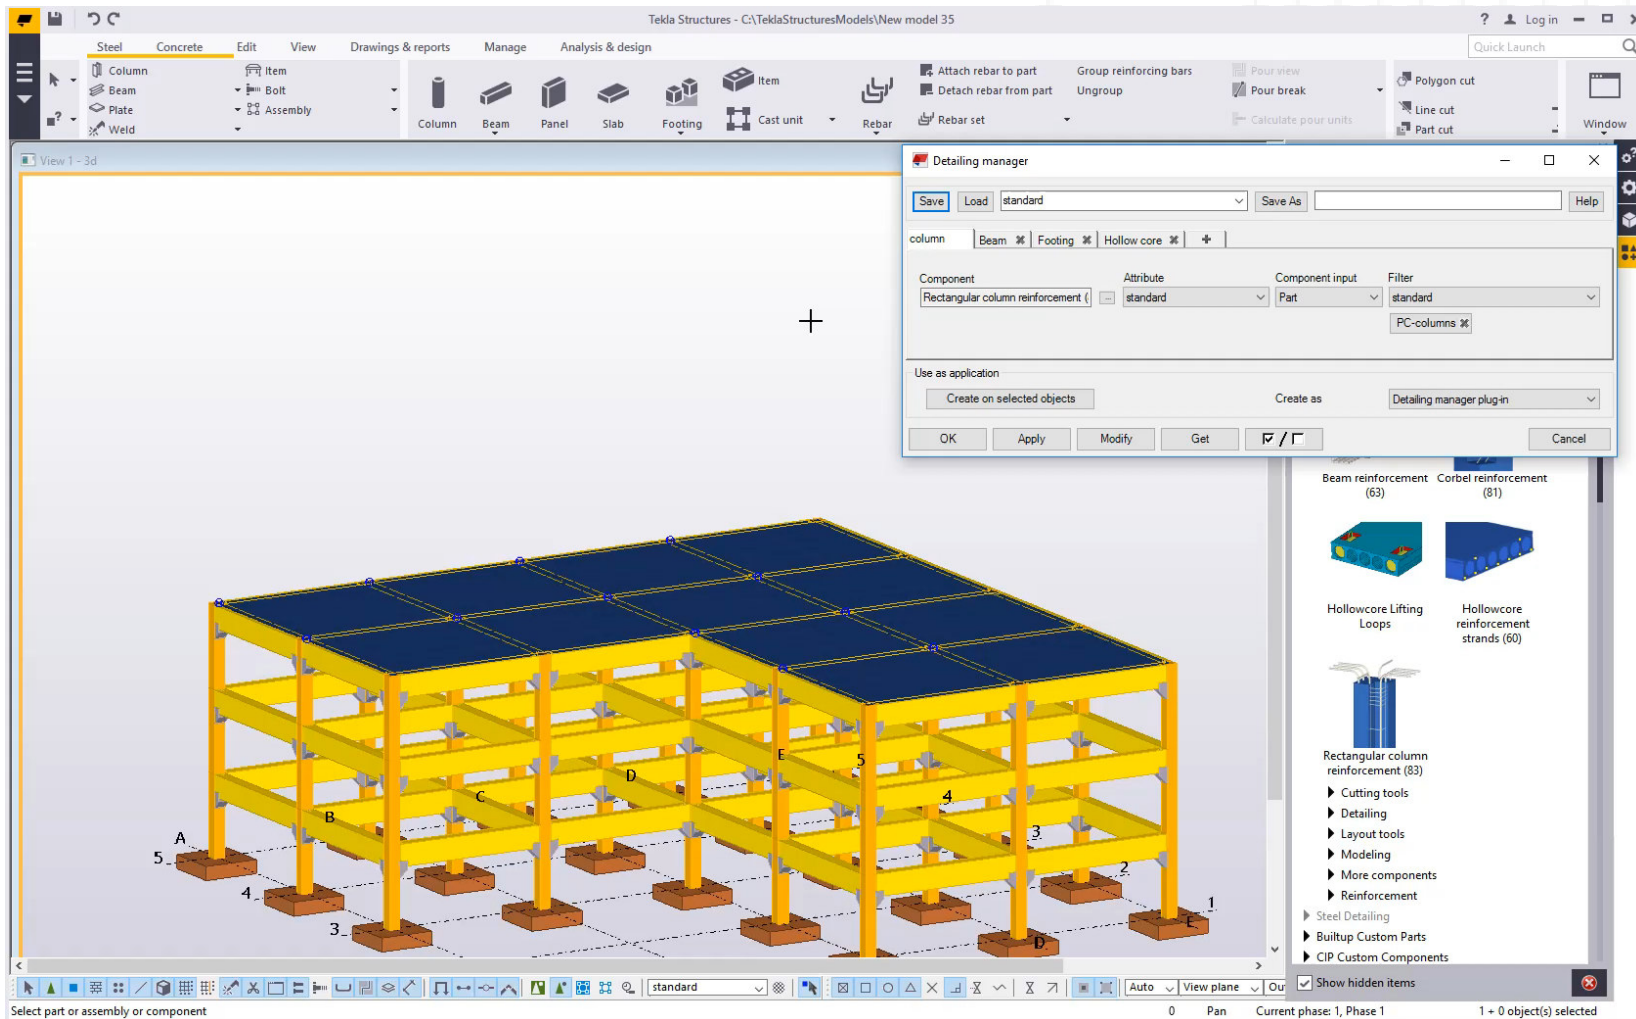 Tekla Structures - C:\TeklaStructuresModels\New model 35
? Log in
Steel Concrete Edit View Drawings & reports Manage Analysis & design
Quick Launch
Column
Beam
Plate
Weld
Item
Bolt
Assembly
Column
Beam
Panel
Slab
Footing
Item
Cast unit
Rebar
Attach rebar to part
Detach rebar from part
Rebar set
Group reinforcing bars
Ungroup
Pour view
Pour break
Calculate pour units
Polygon cut
Line cut
Part cut
Window
View 1 - 3d
Detailing manager
Save Load standard Save As Help
column Beam Footing Hollow core
Component Attribute Component input Filter
Rectangular column reinforcement ( ... standard Part standard
PC-columns
Use as application
Create on selected objects Create as Detailing manager plug-in
OK Apply Modify Get / Cancel
Beam reinforcement
(63)
Corbel reinforcement
(81)
Hollowcore Lifting
Loops
Hollowcore
reinforcement
strands (60)
Rectangular column
reinforcement (83)
Cutting tools
Detailing
Layout tools
Modeling
More components
Reinforcement
Steel Detailing
Builtup Custom Parts
CIP Custom Components
Show hidden items
E
5
D
C
4
B
3
A
5
2
4
1
E
3
D
standard
Auto
View plane
Ou
Select part or assembly or component
0 Pan Current phase: 1, Phase 1 1 + 0 object(s) selected